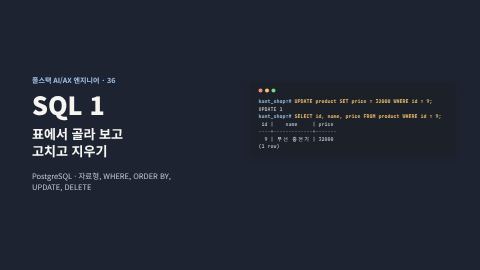 풀스택 AI/AX 엔지니어 · 36
SQL 1
표에서 골라 보고
고치고 지우기
PostgreSQL · 자료형, WHERE, ORDER BY,
UPDATE, DELETE
kant_shop=# UPDATE product SET price = 32000 WHERE id = 9;
UPDATE 1
kant_shop=# SELECT id, name, price FROM product WHERE id = 9;
id | name | price
----+-------------+-------
9 | 무선 충전기 | 32000
(1 row)